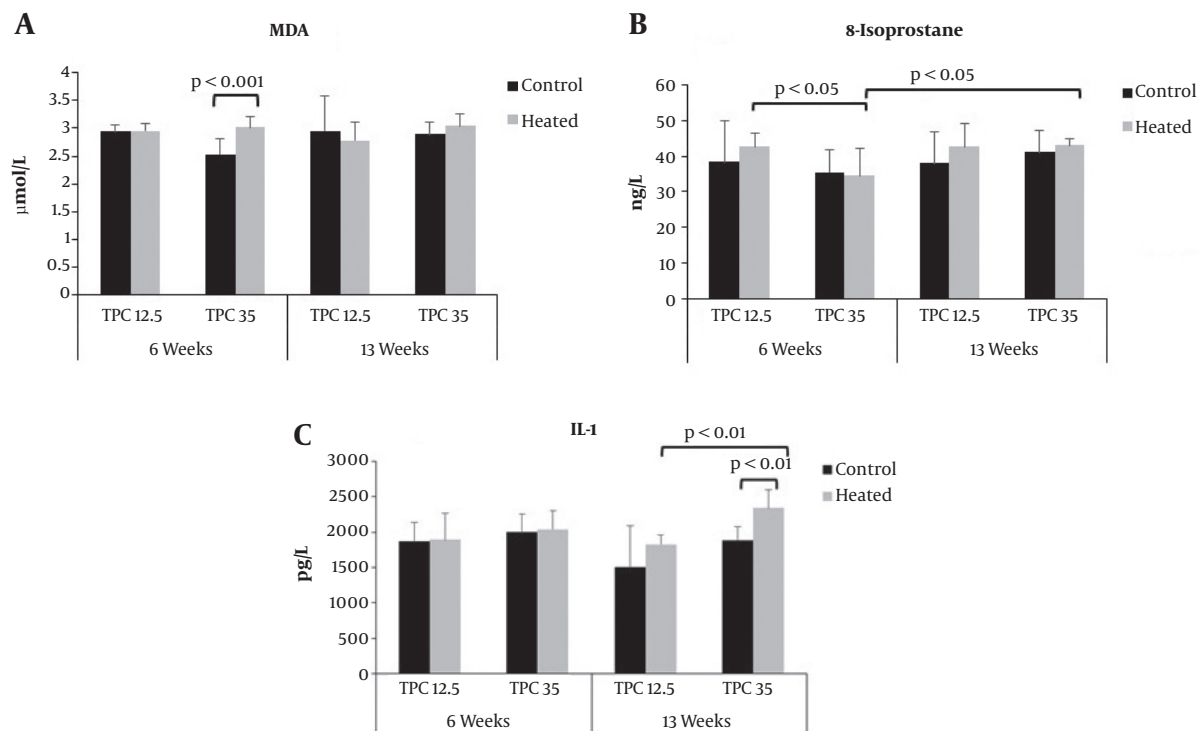 A
MDA
4
3.5
3
2.5
2
1.5
1
0.5
0
µmol/L
p < 0.001
Control
Heated
TPC 12.5 TPC 35 TPC 12.5 TPC 35
6 Weeks 13 Weeks
B
8-Isoprostane
60
50
40
30
20
10
0
ng/L
p < 0.05
p < 0.05
Control
Heated
TPC 12.5 TPC 35 TPC 12.5 TPC 35
6 Weeks 13 Weeks
C
IL-1
3000
2500
2000
1500
1000
500
0
pg/L
p < 0.01
p < 0.01
Control
Heated
TPC 12.5 TPC 35 TPC 12.5 TPC 35
6 Weeks 13 Weeks